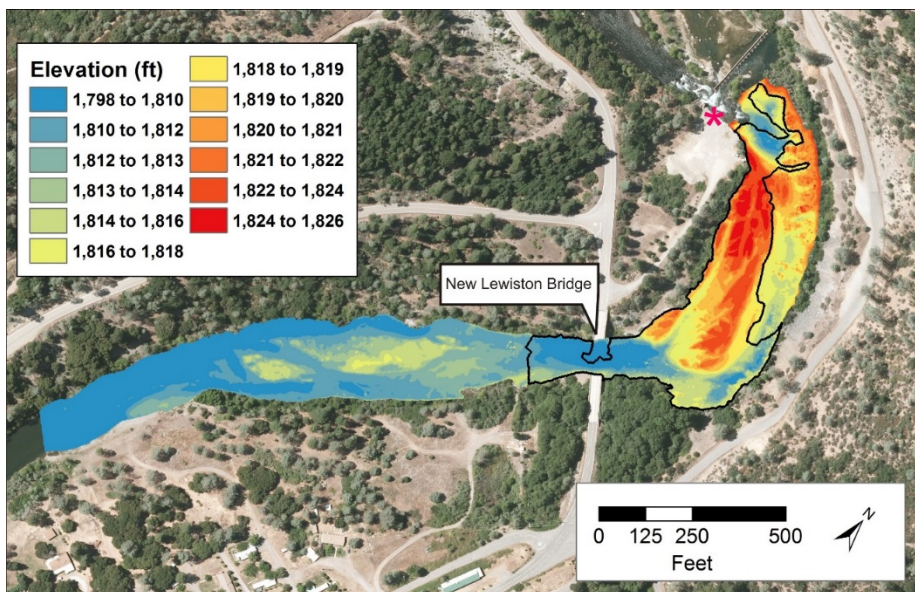 Elevation (ft)
1,798 to 1,810
1,810 to 1,812
1,812 to 1,813
1,813 to 1,814
1,814 to 1,816
1,816 to 1,818
1,818 to 1,819
1,819 to 1,820
1,820 to 1,821
1,821 to 1,822
1,822 to 1,824
1,824 to 1,826
*
New Lewiston Bridge
0 125 250 500
Feet
N